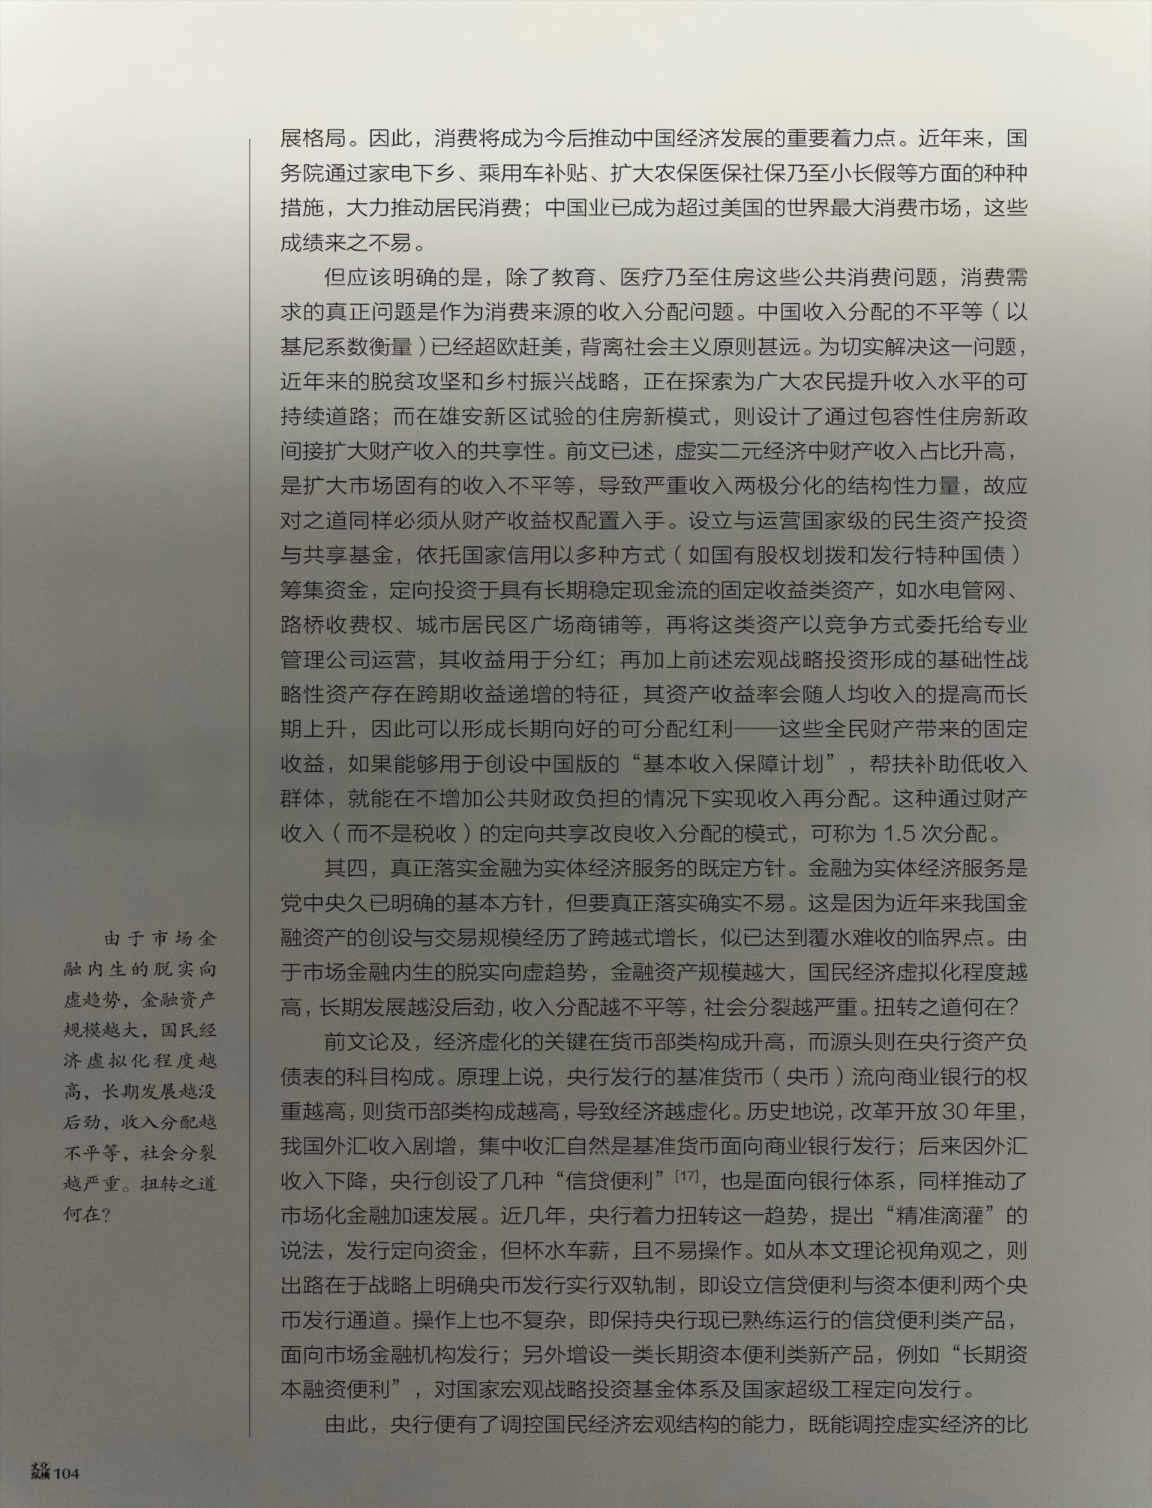 展格局。因此，消费将成为今后推动中国经济发展的重要着力点。近年来，国
务院通过家电下乡、乘用车补贴、扩大农保医保社保乃至小长假等方面的种种
措施，大力推动居民消费；中国业已成为超过美国的世界最大消费市场，这些
成绩来之不易。
但应该明确的是，除了教育、医疗乃至住房这些公共消费问题，消费需
求的真正问题是作为消费来源的收入分配问题。中国收入分配的不平等（以
基尼系数衡量）已经超欧赶美，背离社会主义原则甚远。为切实解决这一问题，
近年来的脱贫攻坚和乡村振兴战略，正在探索为广大农民提升收入水平的可
持续道路；而在雄安新区试验的住房新模式，则设计了通过包容性住房新政
间接扩大财产收入的共享性。前文已述，虚实二元经济中财产收入占比升高，
是扩大市场固有的收入不平等，导致严重收入两极分化的结构性力量，故应
对之道同样必须从财产收益权配置入手。设立与运营国家级的民生资产投资
与共享基金，依托国家信用以多种方式（如国有股权划拨和发行特种国债）
筹集资金，定向投资于具有长期稳定现金流的固定收益类资产，如水电管网、
路桥收费权、城市居民区广场商铺等，再将这类资产以竞争方式委托给专业
管理公司运营，其收益用于分红；再加上前述宏观战略投资形成的基础性战
略性资产存在跨期收益递增的特征，其资产收益率会随人均收入的提高而长
期上升，因此可以形成长期向好的可分配红利——这些全民财产带来的固定
收益，如果能够用于创设中国版的“基本收入保障计划”，帮扶补助低收入
群体，就能在不增加公共财政负担的情况下实现收入再分配。这种通过财产
收入（而不是税收）的定向共享改良收入分配的模式，可称为 1.5 次分配。
其四，真正落实金融为实体经济服务的既定方针。金融为实体经济服务是
党中央久已明确的基本方针，但要真正落实确实不易。这是因为近年来我国金
融资产的创设与交易规模经历了跨越式增长，似已达到覆水难收的临界点。由
于市场金融内生的脱实向虚趋势，金融资产规模越大，国民经济虚拟化程度越
高，长期发展越没后劲，收入分配越不平等，社会分裂越严重。扭转之道何在？
前文论及，经济虚化的关键在货币部类构成升高，而源头则在央行资产负
债表的科目构成。原理上说，央行发行的基准货币（央币）流向商业银行的权
重越高，则货币部类构成越高，导致经济越虚化。历史地说，改革开放 30 年里，
我国外汇收入剧增，集中收汇自然是基准货币面向商业银行发行；后来因外汇
收入下降，央行创设了几种“信贷便利”[17]，也是面向银行体系，同样推动了
市场化金融加速发展。近几年，央行着力扭转这一趋势，提出“精准滴灌”的
说法，发行定向资金，但杯水车薪，且不易操作。如从本文理论视角观之，则
出路在于战略上明确央币发行实行双轨制，即设立信贷便利与资本便利两个央
币发行通道。操作上也不复杂，即保持央行现已熟练运行的信贷便利类产品，
面向市场金融机构发行；另外增设一类长期资本便利类新产品，例如“长期资
本融资便利”，对国家宏观战略投资基金体系及国家超级工程定向发行。
由此，央行便有了调控国民经济宏观结构的能力，既能调控虚实经济的比
由于市场金
融内生的脱实向
虚趋势，金融资产
规模越大，国民经
济虚拟化程度越
高，长期发展越没
后劲，收入分配越
不平等，社会分裂
越严重。扭转之道
何在？
文化
纵横 104